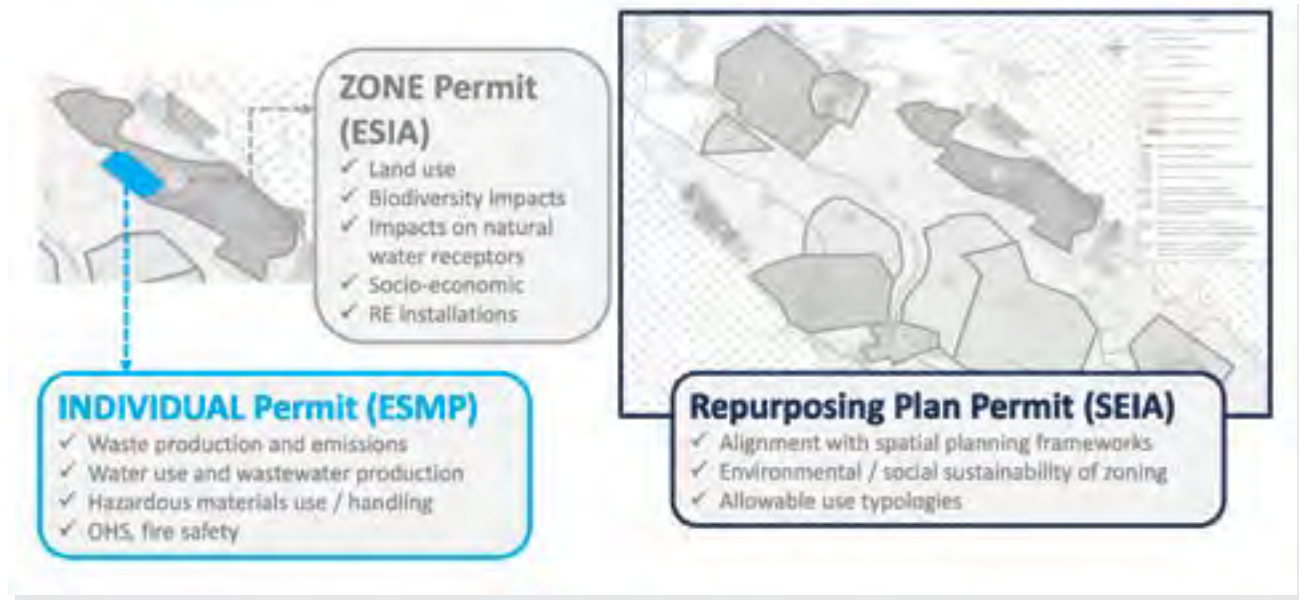 ZONE Permit
(ESIA)
✓ Land use
✓ Biodiversity impacts
✓ Impacts on natural
water receptors
✓ Socio-economic
✓ RE installations
INDIVIDUAL Permit (ESMP)
✓ Waste production and emissions
✓ Water use and wastewater production
✓ Hazardous materials use / handling
✓ OHS, fire safety
Repurposing Plan Permit (SEIA)
✓ Alignment with spatial planning frameworks
✓ Environmental / social sustainability of zoning
✓ Allowable use typologies